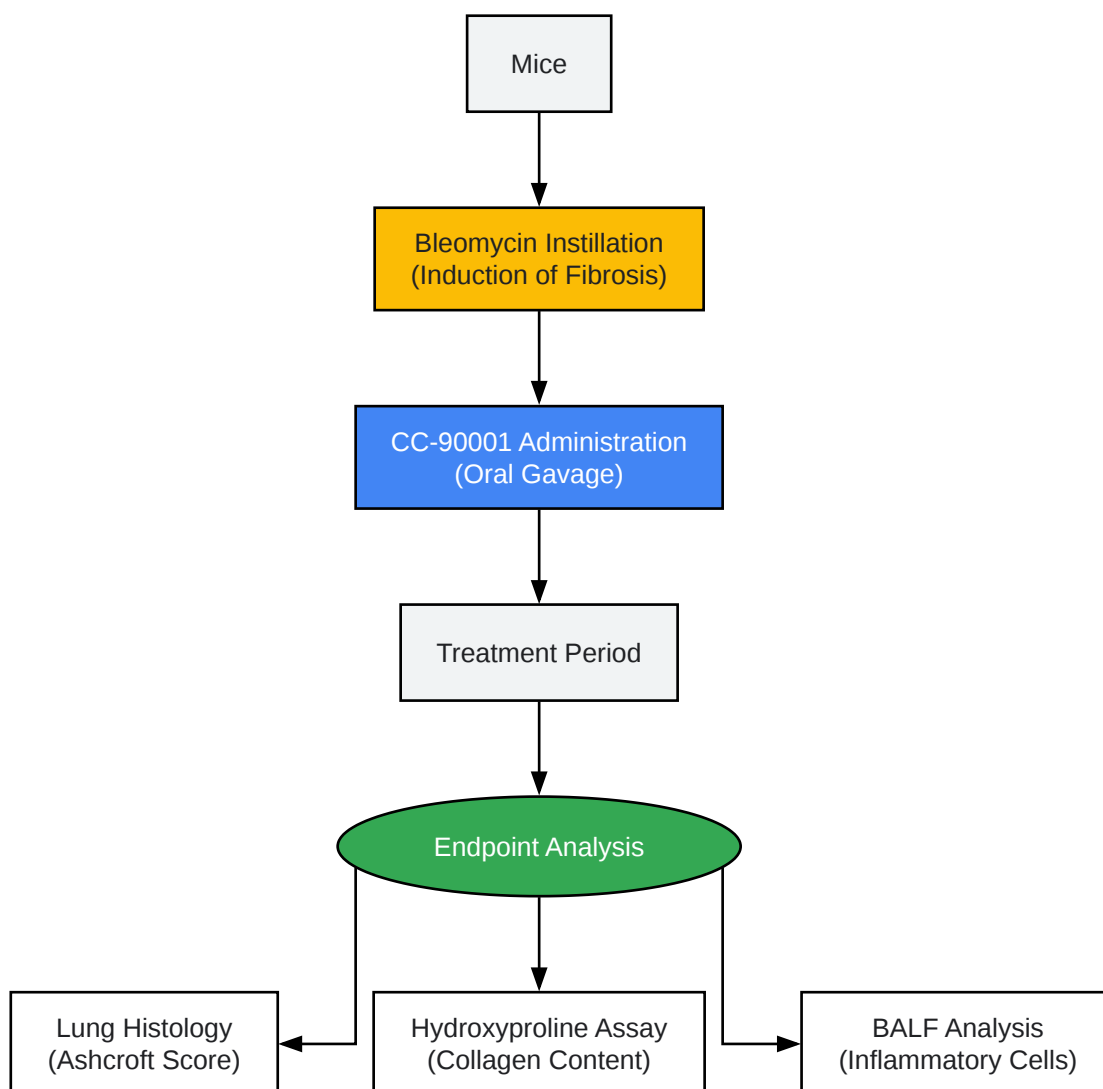 Mice
Bleomycin Instillation
(Induction of Fibrosis)
CC-90001 Administration
(Oral Gavage)
Treatment Period
Endpoint Analysis
Lung Histology
(Ashcroft Score)
Hydroxyproline Assay
(Collagen Content)
BALF Analysis
(Inflammatory Cells)